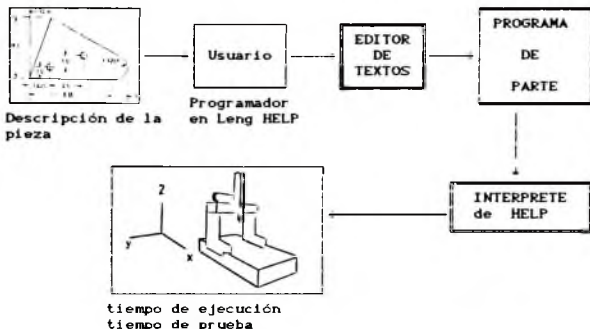 Descripción de la
pieza
Usuario
Programador
en Leng HELP
EDITOR
DE
TEXTOS
PROGRAMA
DE
PARTE
INTERPRETE
de HELP
Z
y
x
tiempo de ejecución
tiempo de prueba